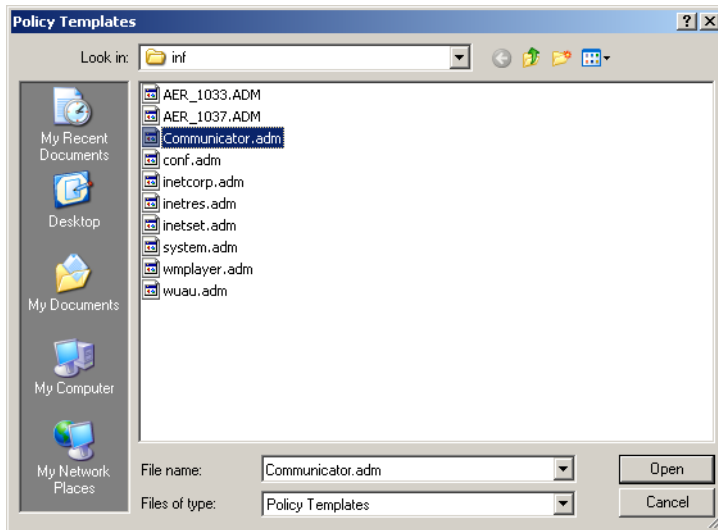 Policy Templates
Look in: inf
My Recent
Documents
Desktop
My Documents
My Computer
My Network
Places
AER_1033.ADM
AER_1037.ADM
Communicator.adm
conf.adm
inetcorp.adm
inetres.adm
inetset.adm
system.adm
wmplayer.adm
wuau.adm
File name: Communicator.adm Open
Files of type: Policy Templates Cancel